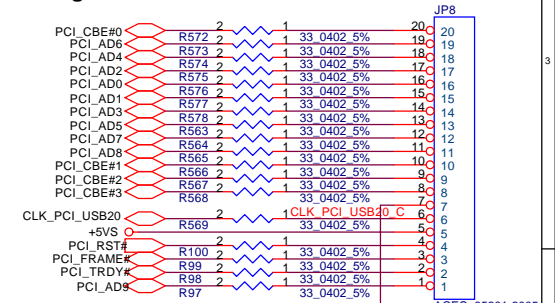 JP8
PCI_CBE#0 2 1 20 20
R572 33_0402_5%
PCI_AD6 2 1 19 19
R573 33_0402_5%
PCI_AD4 2 1 18 18
R574 33_0402_5%
PCI_AD2 2 1 17 17
R575 33_0402_5%
PCI_AD0 2 1 16 16
R576 33_0402_5%
PCI_AD1 2 1 15 15
R577 33_0402_5%
PCI_AD3 2 1 14 14
R578 33_0402_5%
PCI_AD5 2 1 13 13
R563 33_0402_5%
PCI_AD7 2 1 12 12
R564 33_0402_5%
PCI_AD8 2 1 11 11
R565 33_0402_5%
PCI_CBE#1 2 1 10 10
R566 33_0402_5%
PCI_CBE#2 2 1 9 9
R567 33_0402_5%
PCI_CBE#3 2 1 8 8
R568 33_0402_5%
7 7
CLK_PCI_USB20 2 1 CLK_PCI_USB20_C 6 6
R569 33_0402_5%
+5VS 5 5
PCI_RST# 2 1 4 4
R100 33_0402_5%
PCI_FRAME# 2 1 3 3
R99 33_0402_5%
PCI_TRDY# 2 1 2 2
R98 33_0402_5%
PCI_AD9 2 1 1 1
R97 33_0402_5%
3